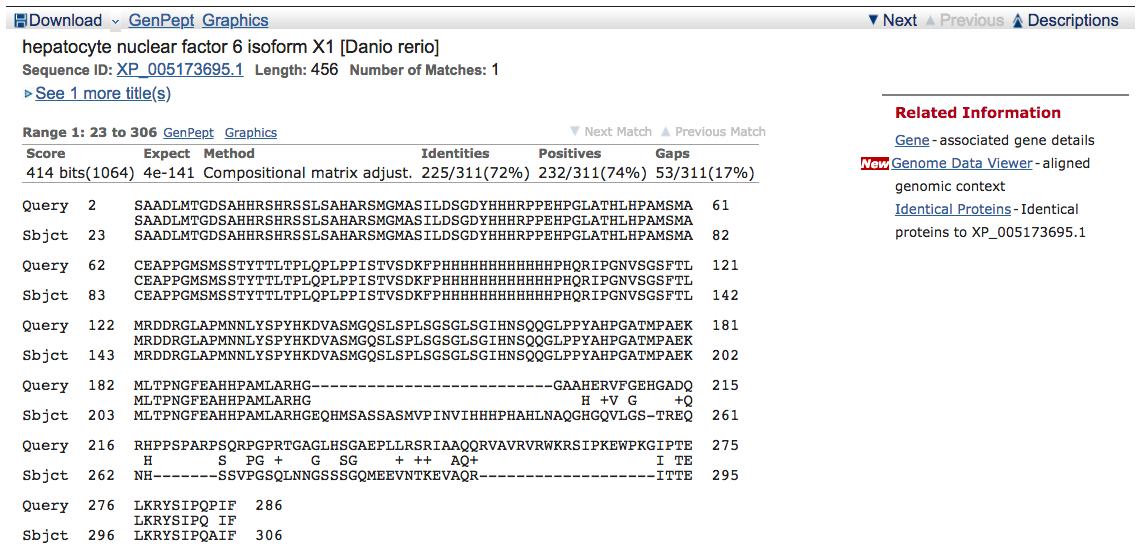 Download GenPept Graphics Next Previous Descriptions
hepatocyte nuclear factor 6 isoform X1 [Danio rerio]
Sequence ID: XP_005173695.1 Length: 456 Number of Matches: 1
See 1 more title(s)
Range 1: 23 to 306 GenPept Graphics Next Match Previous Match
Score Expect Method Identities Positives Gaps
414 bits(1064) 4e-141 Compositional matrix adjust. 225/311(72%) 232/311(74%) 53/311(17%)
Query 2 SAADLMTGDSAHHRSHRSSLSAHARSMGMASILDSGDYHHHRPPEHPGLATHLHPAMSMA 61
SAADLMTGDSAHHRSHRSSLSAHARSMGMASILDSGDYHHHRPPEHPGLATHLHPAMSMA
Sbjct 23 SAADLMTGDSAHHRSHRSSLSAHARSMGMASILDSGDYHHHRPPEHPGLATHLHPAMSMA 82
Query 62 CEAPPGMSMSSTYTTLTPLQPLPPISTVSDKFPHHHHHHHHHHHHPHQRIPGNVSGSFTL 121
CEAPPGMSMSSTYTTLTPLQPLPPISTVSDKFPHHHHHHHHHHHHPHQRIPGNVSGSFTL
Sbjct 83 CEAPPGMSMSSTYTTLTPLQPLPPISTVSDKFPHHHHHHHHHHHHPHQRIPGNVSGSFTL 142
Query 122 MRDDRGLAPMNNLYSPYHKDVASMGQSLSPLSGSGLSGIHNSQQGLPPYAHPGATMPAEK 181
MRDDRGLAPMNNLYSPYHKDVASMGQSLSPLSGSGLSGIHNSQQGLPPYAHPGATMPAEK
Sbjct 143 MRDDRGLAPMNNLYSPYHKDVASMGQSLSPLSGSGLSGIHNSQQGLPPYAHPGATMPAEK 202
Query 182 MLTPNGFEAHHPAMLARHG--------------------------GAAHERVFGEHGADQ 215
MLTPNGFEAHHPAMLARHG H +V G +Q
Sbjct 203 MLTPNGFEAHHPAMLARHGEQHMSASSASMVPINVIHHHPHAHLNAQGHGQVLGS-TREQ 261
Query 216 RHPPSPARPSQRPGPRTGAGLHSGAEPLLRSRIAAQQRVAVRVRWKRSIPKEWPKGIPTE 275
H S PG + G SG + ++ AQ+ I TE
Sbjct 262 NH-------SSVPGSQLNNGSSSGQMEEVNTKEVAQR-------------------ITTE 295
Query 276 LKRYSIPQPIF 286
LKRYSIPQ IF
Sbjct 296 LKRYSIPQAIF 306
Related Information
Gene - associated gene details
New Genome Data Viewer - aligned
genomic context
Identical Proteins - Identical
proteins to XP_005173695.1